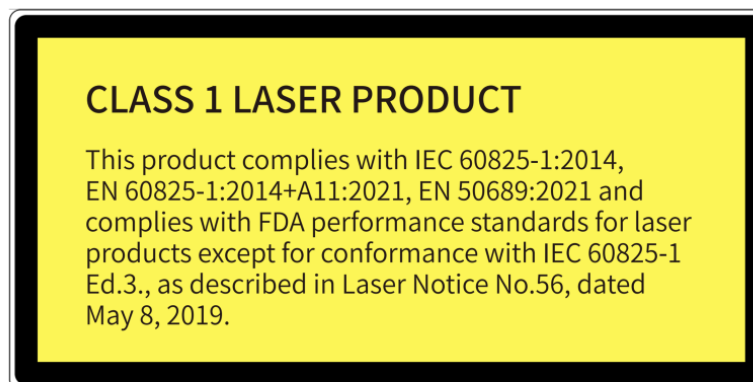 CLASS 1 LASER PRODUCT
This product complies with IEC 60825-1:2014,
EN 60825-1:2014+A11:2021, EN 50689:2021 and
complies with FDA performance standards for laser
products except for conformance with IEC 60825-1
Ed.3., as described in Laser Notice No.56, dated
May 8, 2019.